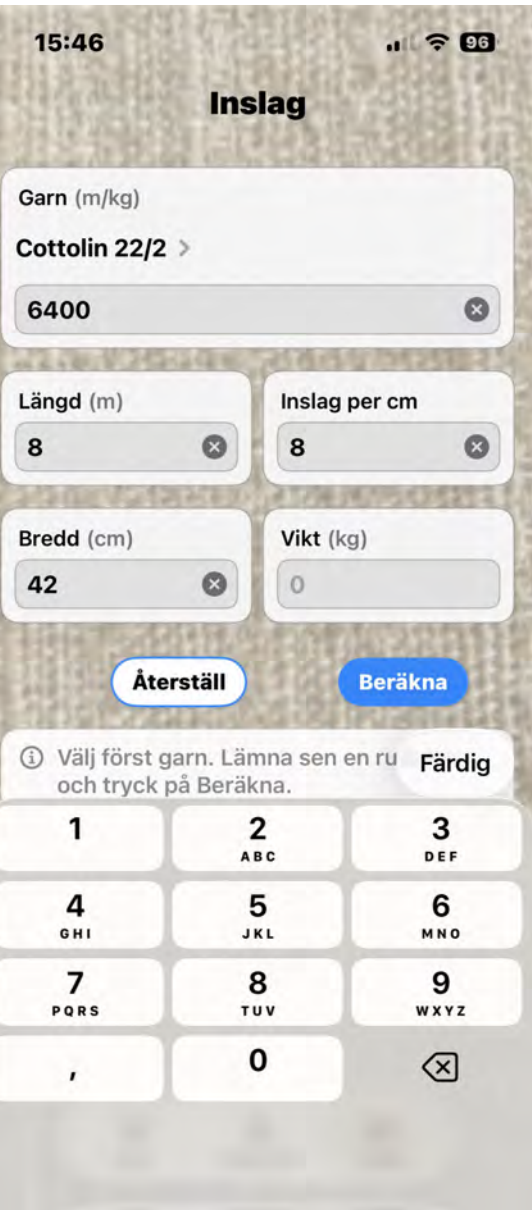 15:46
96
Inslag
Garn (m/kg)
Cottolin 22/2 >
6400
Längd (m)
Inslag per cm
8
8
Bredd (cm)
Vikt (kg)
42
0
Återställ
Beräkna
Välj först garn. Lämna sen en ru
Färdig
och tryck på Beräkna.
1
2
3
ABC
DEF
4
5
6
GHI
JKL
MNO
7
8
9
PQRS
TUV
WXYZ
,
0